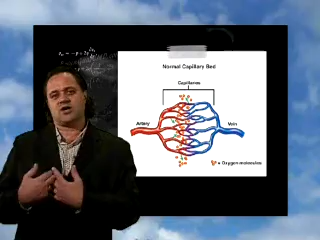 Normal Capillary Bed
Capillaries
Artery
Vein
= Oxygen molecules